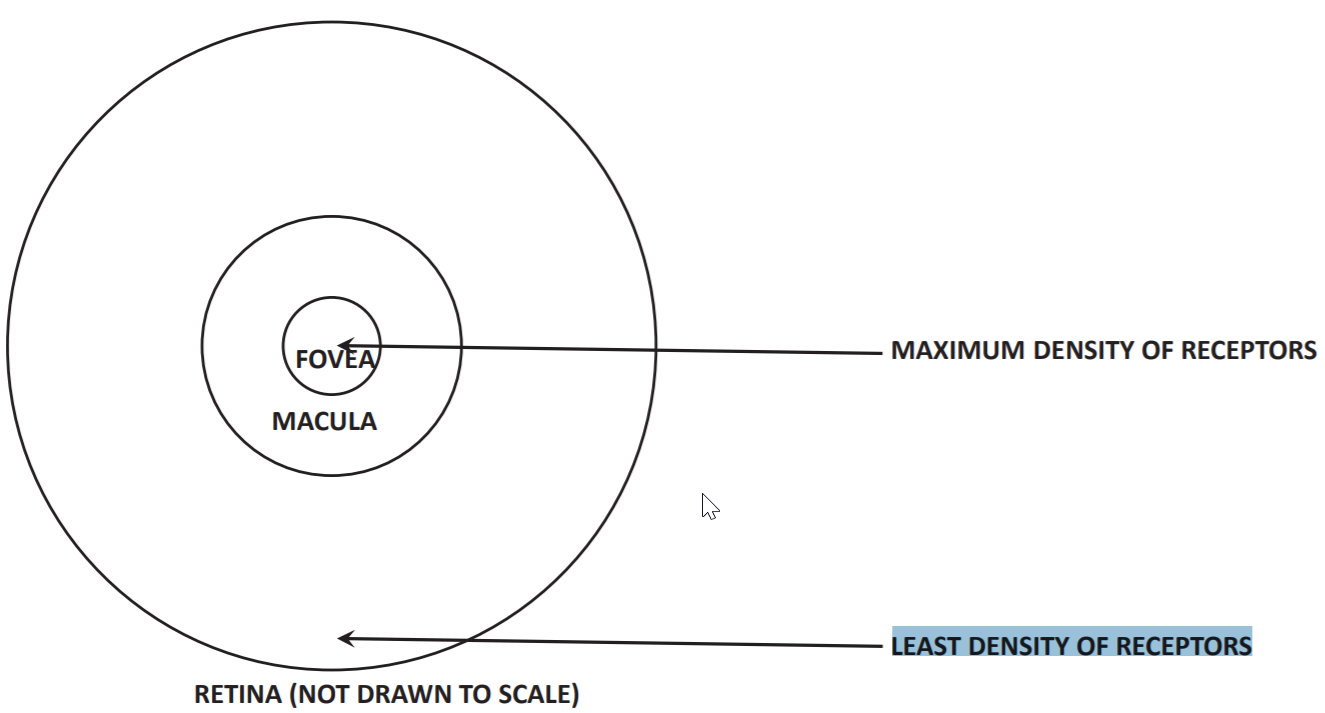 FOVEA
MAXIMUM DENSITY OF RECEPTORS
MACULA
LEAST DENSITY OF RECEPTORS
RETINA (NOT DRAWN TO SCALE)